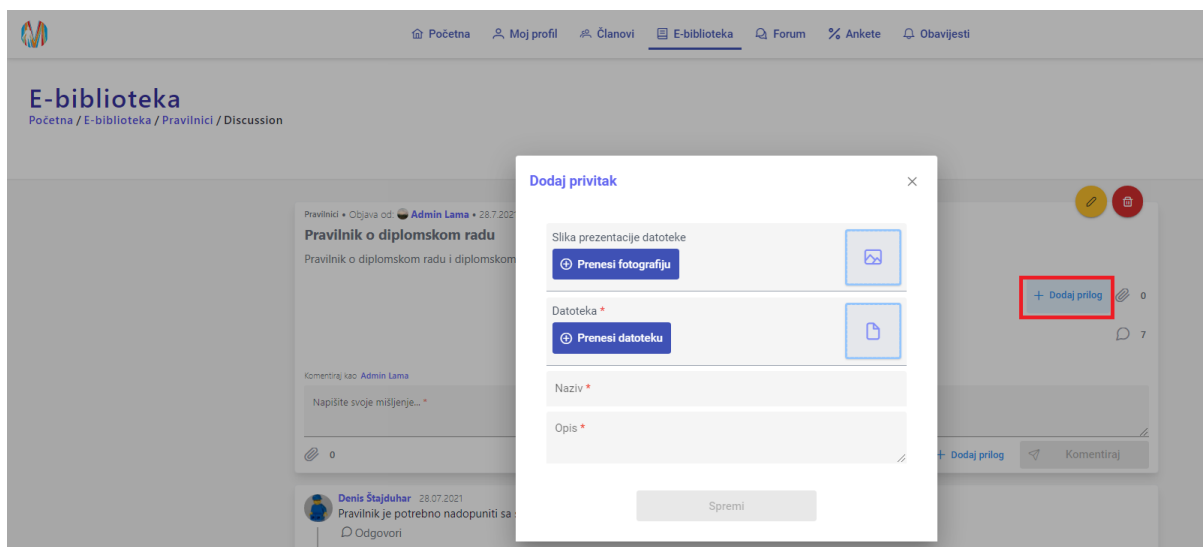 Početna Moj profil Članovi E-biblioteka Forum Ankete Obavijesti
E-biblioteka
Početna / E-biblioteka / Pravilnici / Discussion
Dodaj privitak
Pravilnici • Objava od: Admin Lama • 28.7.202
Pravilnik o diplomskom radu
Pravilnik o diplomskom radu i diplomskom
Slika prezentacije datoteke
Prenesi fotografiju
Datoteka *
Prenesi datoteku
Naziv *
Opis *
Spremi
+ Dodaj prilog 0
7
Komentiraj kao Admin Lama
Napišite svoje mišljenje... *
0
+ Dodaj prilog Komentiraj
Denis Štajduhar 28.07.2021
Pravilnik je potrebno nadopuniti sa
Odgovori